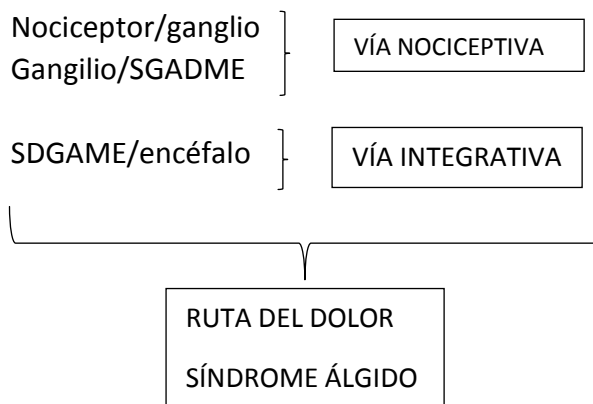 Nociceptor/ganglio
Gangilio/SGADME
VÍA NOCICEPTIVA
SDGAME/encéfalo
VÍA INTEGRATIVA
RUTA DEL DOLOR
SÍNDROME ÁLGIDO